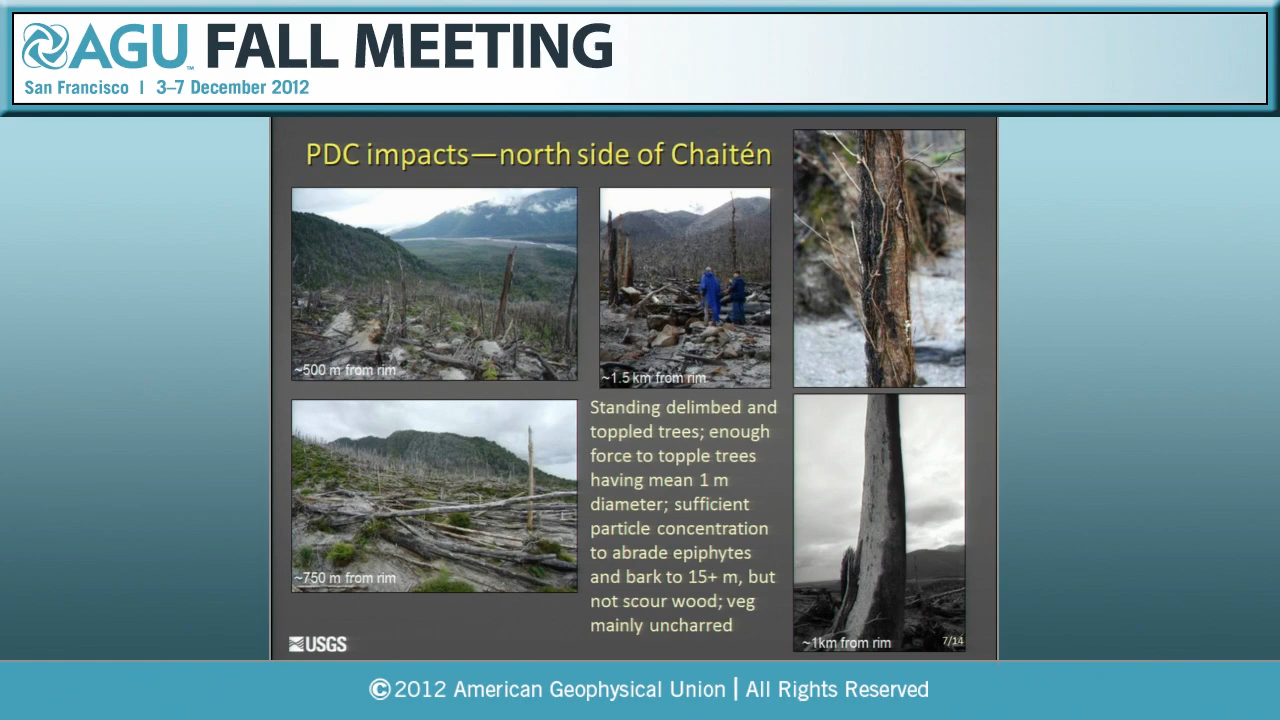 AGU™ FALL MEETING
San Francisco | 3–7 December 2012
PDC impacts—north side of Chaitén
~500 m from rim
~1.5 km from rim
~750 m from rim
Standing delimbed and
toppled trees; enough
force to topple trees
having mean 1 m
diameter; sufficient
particle concentration
to abrade epiphytes
and bark to 15+ m, but
not scour wood; veg
mainly uncharred
~1km from rim
7/14
USGS
©2012 American Geophysical Union | All Rights Reserved